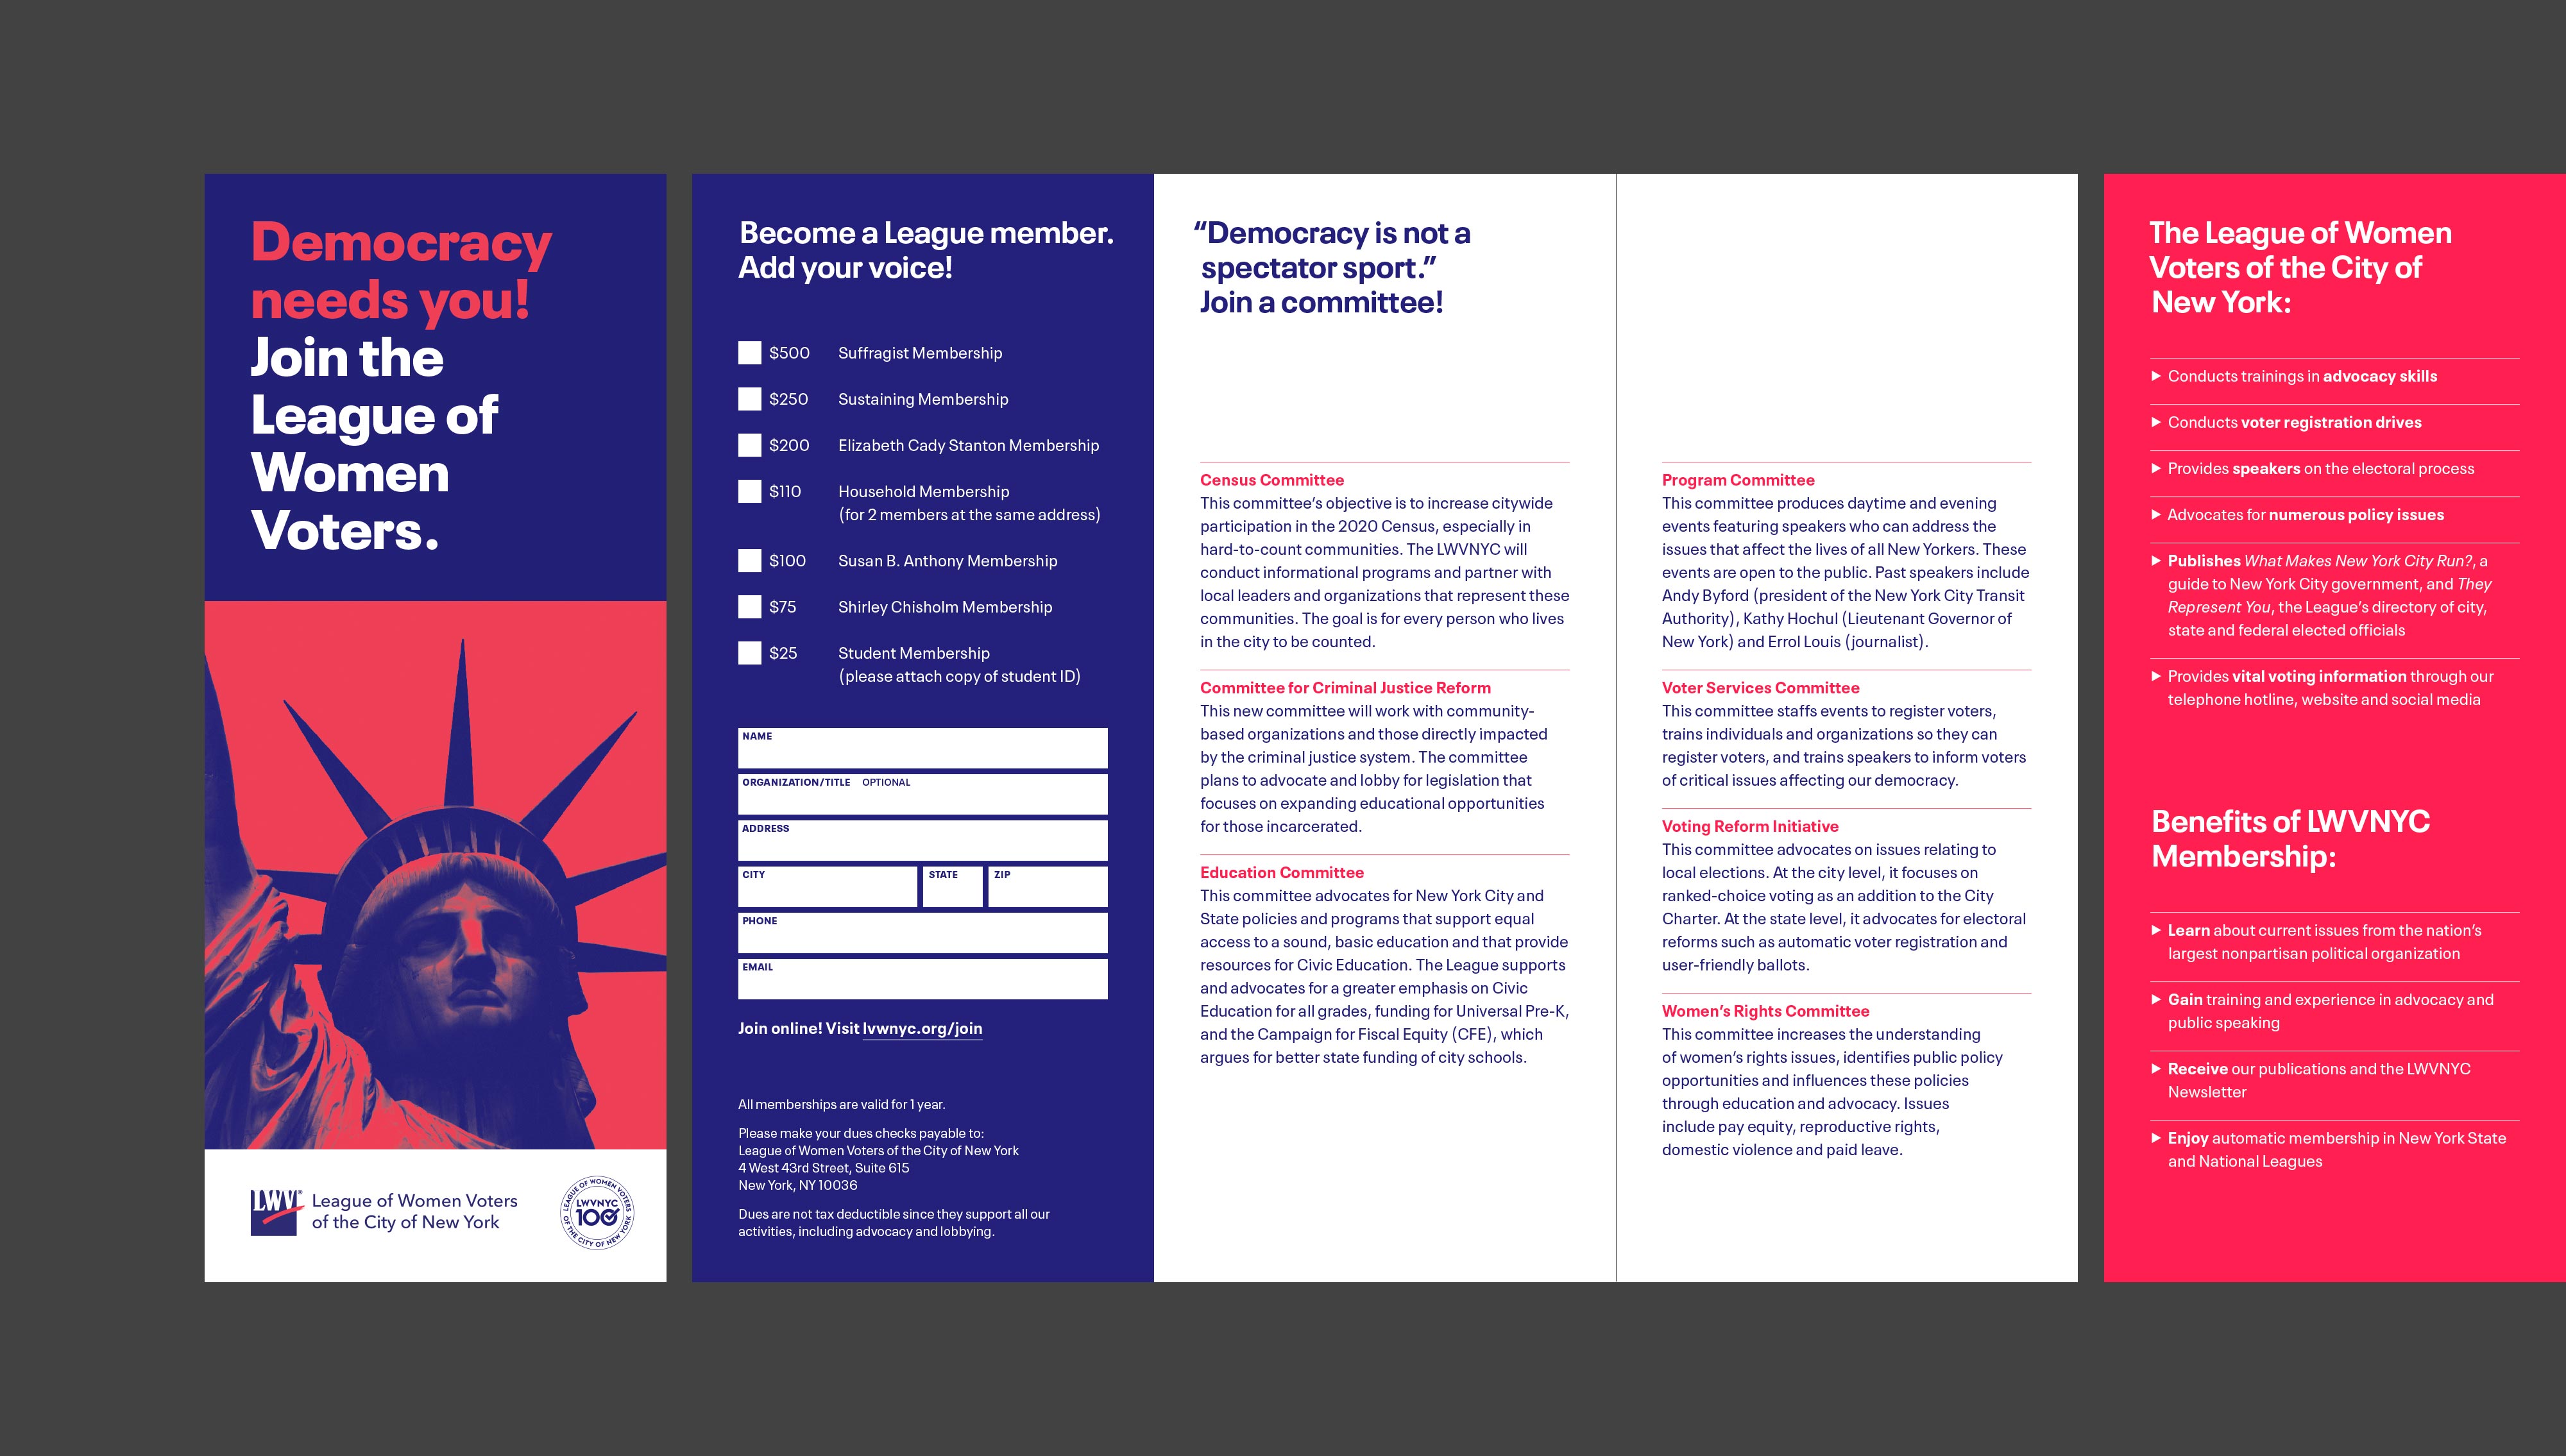 Democracy
needs you!
Join the
League of
Women
Voters.
LWV®
League of Women Voters
of the City of New York
LEAGUE OF WOMEN VOTERS
OF THE CITY OF NEW YORK
LWVNYC
100
Become a League member.
Add your voice!
$500 Suffragist Membership
$250 Sustaining Membership
$200 Elizabeth Cady Stanton Membership
$110 Household Membership
(for 2 members at the same address)
$100 Susan B. Anthony Membership
$75 Shirley Chisholm Membership
$25 Student Membership
(please attach copy of student ID)
NAME
ORGANIZATION/TITLE OPTIONAL
ADDRESS
CITY STATE ZIP
PHONE
EMAIL
Join online! Visit lvwnyc.org/join
All memberships are valid for 1 year.
Please make your dues checks payable to:
League of Women Voters of the City of New York
4 West 43rd Street, Suite 615
New York, NY 10036
Dues are not tax deductible since they support all our
activities, including advocacy and lobbying.
“Democracy is not a
spectator sport.”
Join a committee!
Census Committee
This committee’s objective is to increase citywide
participation in the 2020 Census, especially in
hard-to-count communities. The LWVNYC will
conduct informational programs and partner with
local leaders and organizations that represent these
communities. The goal is for every person who lives
in the city to be counted.
Committee for Criminal Justice Reform
This new committee will work with community-
based organizations and those directly impacted
by the criminal justice system. The committee
plans to advocate and lobby for legislation that
focuses on expanding educational opportunities
for those incarcerated.
Education Committee
This committee advocates for New York City and
State policies and programs that support equal
access to a sound, basic education and that provide
resources for Civic Education. The League supports
and advocates for a greater emphasis on Civic
Education for all grades, funding for Universal Pre-K,
and the Campaign for Fiscal Equity (CFE), which
argues for better state funding of city schools.
Program Committee
This committee produces daytime and evening
events featuring speakers who can address the
issues that affect the lives of all New Yorkers. These
events are open to the public. Past speakers include
Andy Byford (president of the New York City Transit
Authority), Kathy Hochul (Lieutenant Governor of
New York) and Errol Louis (journalist).
Voter Services Committee
This committee staffs events to register voters,
trains individuals and organizations so they can
register voters, and trains speakers to inform voters
of critical issues affecting our democracy.
Voting Reform Initiative
This committee advocates on issues relating to
local elections. At the city level, it focuses on
ranked-choice voting as an addition to the City
Charter. At the state level, it advocates for electoral
reforms such as automatic voter registration and
user-friendly ballots.
Women’s Rights Committee
This committee increases the understanding
of women’s rights issues, identifies public policy
opportunities and influences these policies
through education and advocacy. Issues
include pay equity, reproductive rights,
domestic violence and paid leave.
The League of Women
Voters of the City of
New York:
▶ Conducts trainings in advocacy skills
▶ Conducts voter registration drives
▶ Provides speakers on the electoral process
▶ Advocates for numerous policy issues
▶ Publishes What Makes New York City Run?, a
guide to New York City government, and They
Represent You, the League’s directory of city,
state and federal elected officials
▶ Provides vital voting information through our
telephone hotline, website and social media
Benefits of LWVNYC
Membership:
▶ Learn about current issues from the nation’s
largest nonpartisan political organization
▶ Gain training and experience in advocacy and
public speaking
▶ Receive our publications and the LWVNYC
Newsletter
▶ Enjoy automatic membership in New York State
and National Leagues